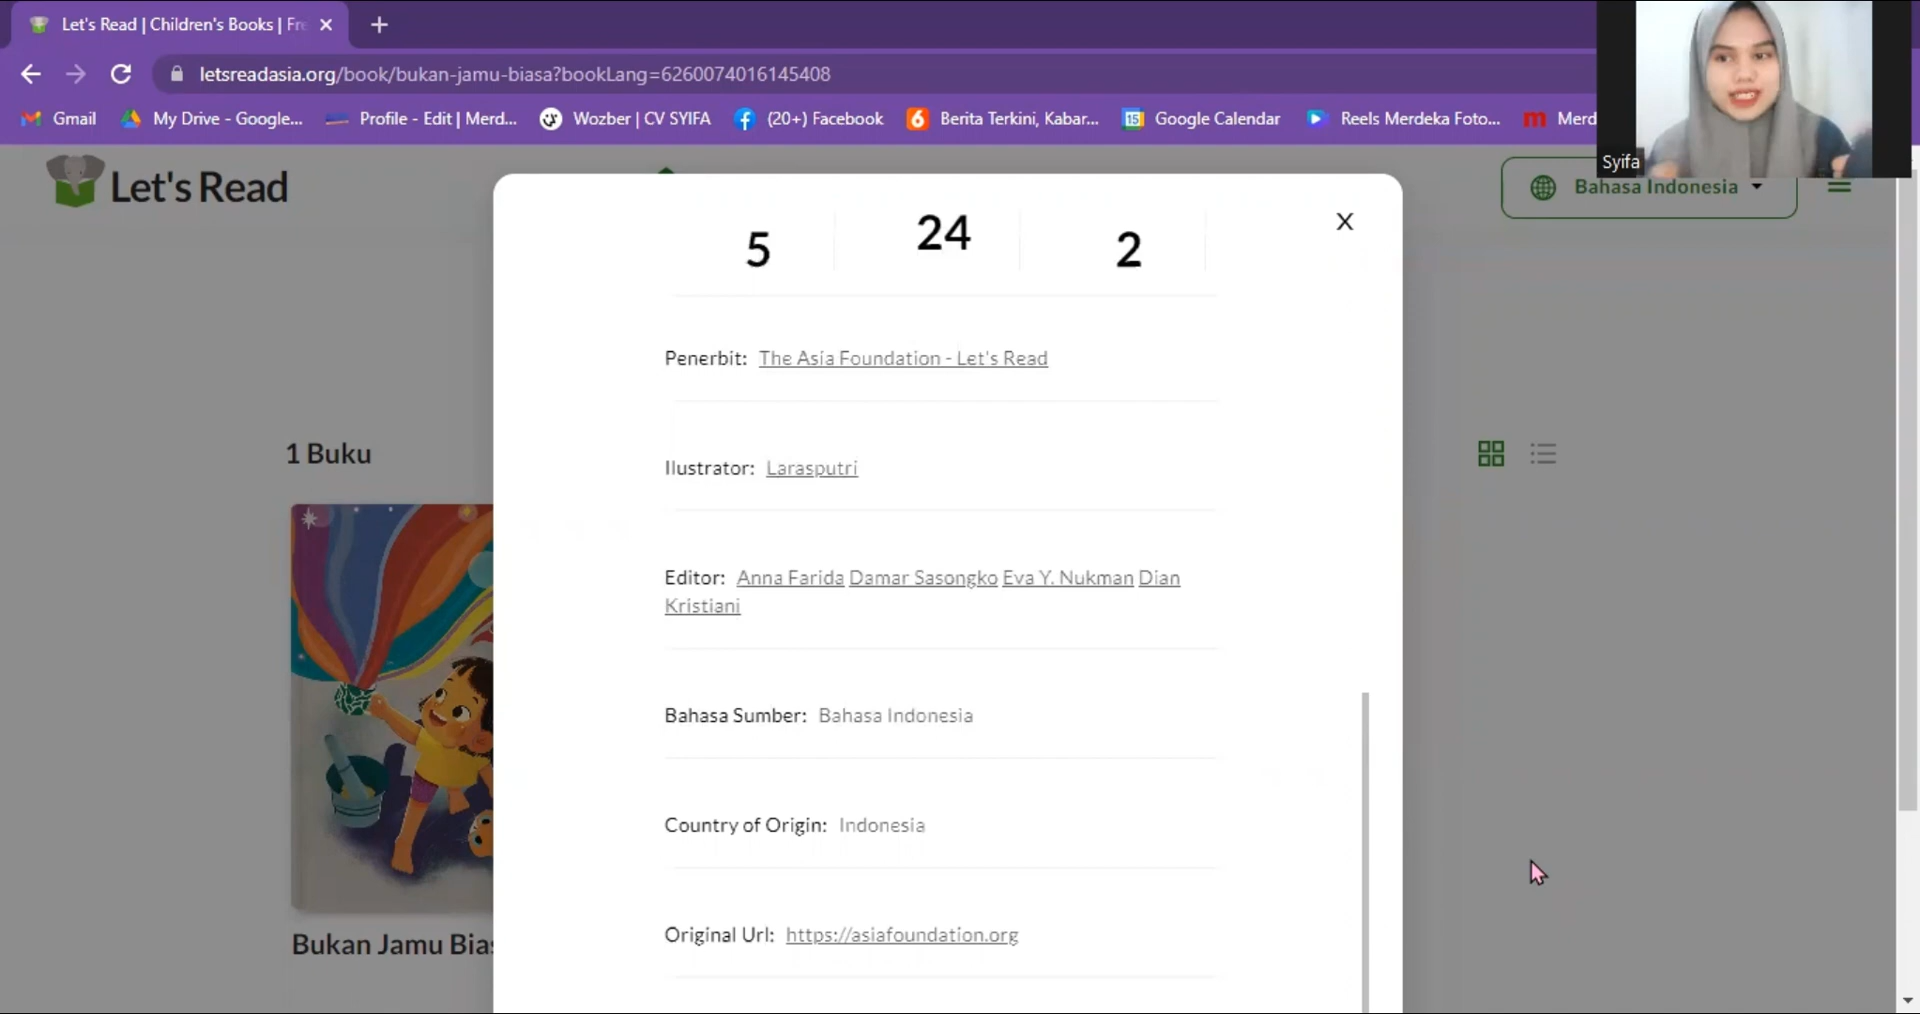 Let's Read | Children's Books | Fr
letsreadasia.org/book/bukan-jamu-biasa?bookLang=6260074016145408
Gmail
My Drive - Google...
Profile - Edit | Merd...
Wozber | CV SYIFA
(20+) Facebook
Berita Terkini, Kabar...
15
Google Calendar
Reels Merdeka Foto...
Merd
Syifa
Let's Read
Bahasa Indonesia
X
5
24
2
Penerbit: The Asia Foundation - Let's Read
1 Buku
Ilustrator: Larasputri
Editor: Anna Farida Damar Sasongko Eva Y. Nukman Dian
Kristiani
Bahasa Sumber: Bahasa Indonesia
Country of Origin: Indonesia
Original Url: https://asiafoundation.org
Bukan Jamu Bias